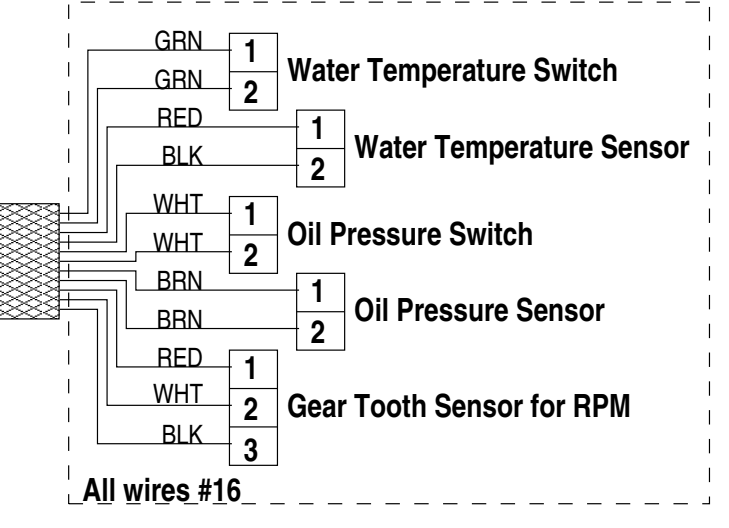 GRN 1
GRN 2
Water Temperature Switch
RED 1
BLK 2
Water Temperature Sensor
WHT 1
WHT 2
Oil Pressure Switch
BRN 1
BRN 2
Oil Pressure Sensor
RED 1
WHT 2
BLK 3
Gear Tooth Sensor for RPM
All wires #16